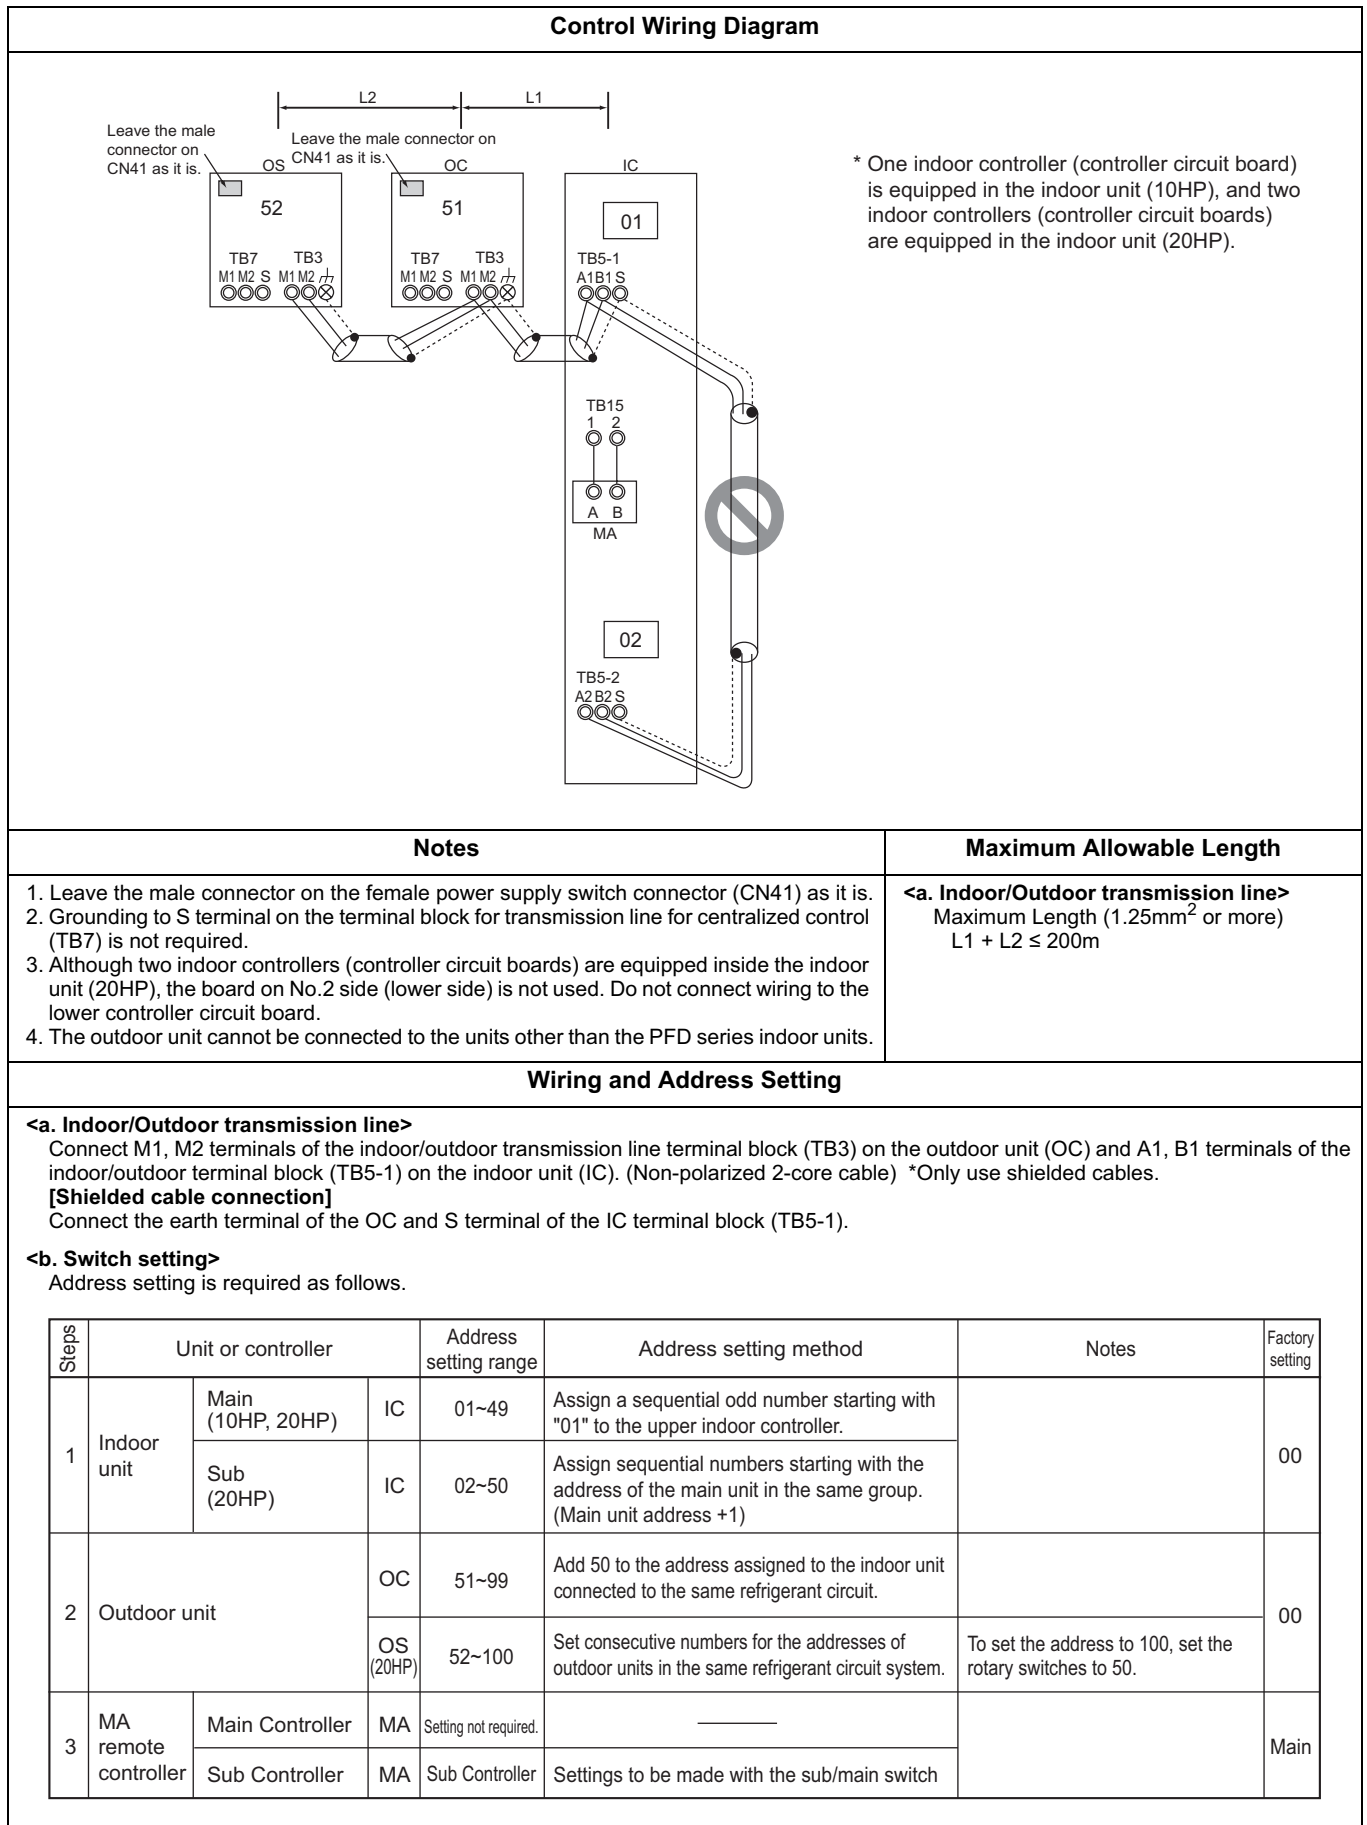 Control Wiring Diagram
L2
L1
Leave the male
connector on
CN41 as it is.
Leave the male connector on
CN41 as it is.
OS
OC
IC
52
51
01
TB7
TB3
TB7
TB3
TB5-1
M1 M2 S M1 M2
M1 M2 S M1 M2
A1 B1 S
* One indoor controller (controller circuit board)
is equipped in the indoor unit (10HP), and two
indoor controllers (controller circuit boards)
are equipped in the indoor unit (20HP).
TB15
1 2
A B
MA
02
TB5-2
A2 B2 S
Notes
1. Leave the male connector on the female power supply switch connector (CN41) as it is.
2. Grounding to S terminal on the terminal block for transmission line for centralized control
(TB7) is not required.
3. Although two indoor controllers (controller circuit boards) are equipped inside the indoor
unit (20HP), the board on No.2 side (lower side) is not used. Do not connect wiring to the
lower controller circuit board.
4. The outdoor unit cannot be connected to the units other than the PFD series indoor units.
Maximum Allowable Length
<a. Indoor/Outdoor transmission line>
Maximum Length (1.25mm² or more)
L1 + L2 ≤ 200m
Wiring and Address Setting
<a. Indoor/Outdoor transmission line>
Connect M1, M2 terminals of the indoor/outdoor transmission line terminal block (TB3) on the outdoor unit (OC) and A1, B1 terminals of the
indoor/outdoor terminal block (TB5-1) on the indoor unit (IC). (Non-polarized 2-core cable) *Only use shielded cables.
[Shielded cable connection]
Connect the earth terminal of the OC and S terminal of the IC terminal block (TB5-1).
<b. Switch setting>
Address setting is required as follows.
Steps
Unit or controller
Address
setting range
Address setting method
Notes
Factory
setting
1
Indoor
unit
Main
(10HP, 20HP)
IC
01~49
Assign a sequential odd number starting with
"01" to the upper indoor controller.
00
Sub
(20HP)
IC
02~50
Assign sequential numbers starting with the
address of the main unit in the same group.
(Main unit address +1)
2
Outdoor unit
OC
51~99
Add 50 to the address assigned to the indoor unit
connected to the same refrigerant circuit.
00
OS
(20HP)
52~100
Set consecutive numbers for the addresses of
outdoor units in the same refrigerant circuit system.
To set the address to 100, set the
rotary switches to 50.
3
MA
remote
controller
Main Controller
MA
Setting not required.
Main
Sub Controller
MA
Sub Controller
Settings to be made with the sub/main switch